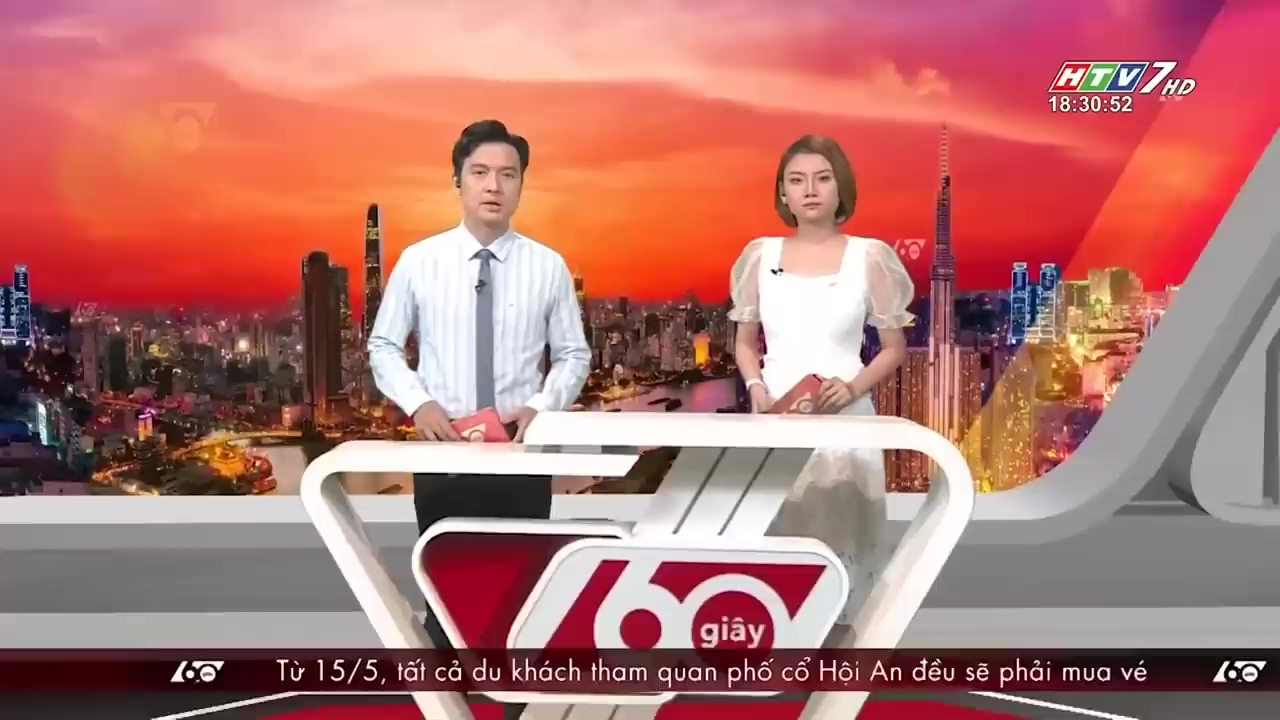 HTV7 HD
18:30:52
60 giây
Từ 15/5, tất cả du khách tham quan phố cổ Hội An đều sẽ phải mua vé
60